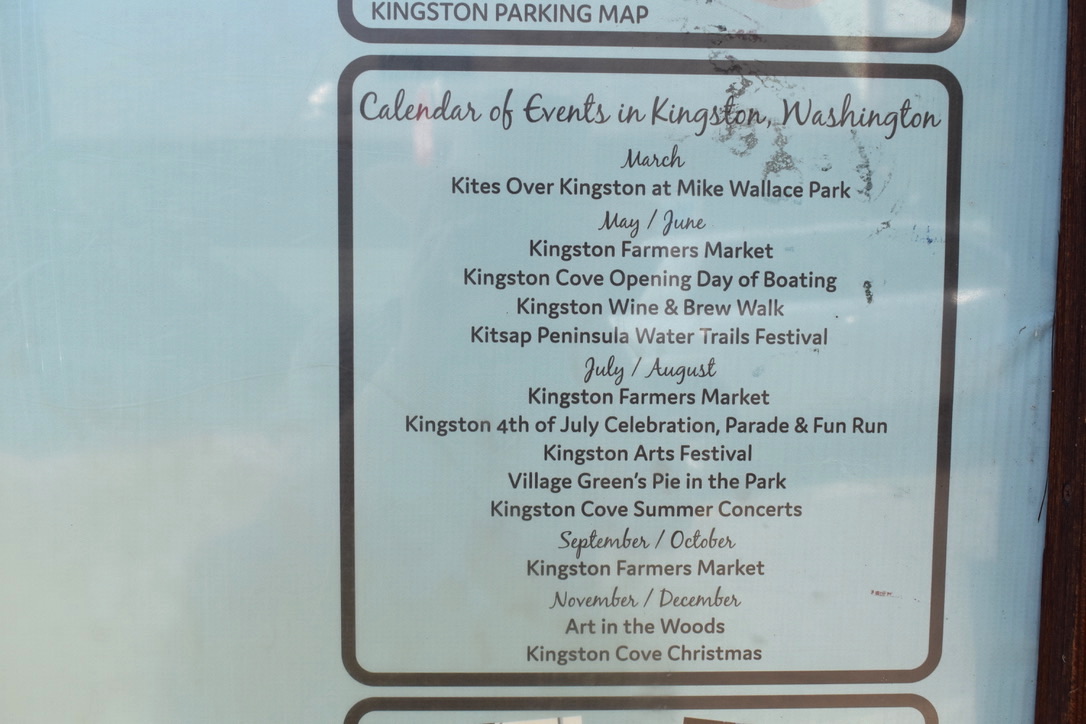 KINGSTON PARKING MAP
Calendar of Events in Kingston, Washington
March
Kites Over Kingston at Mike Wallace Park
May / June
Kingston Farmers Market
Kingston Cove Opening Day of Boating
Kingston Wine & Brew Walk
Kitsap Peninsula Water Trails Festival
July / August
Kingston Farmers Market
Kingston 4th of July Celebration, Parade & Fun Run
Kingston Arts Festival
Village Green's Pie in the Park
Kingston Cove Summer Concerts
September / October
Kingston Farmers Market
November / December
Art in the Woods
Kingston Cove Christmas